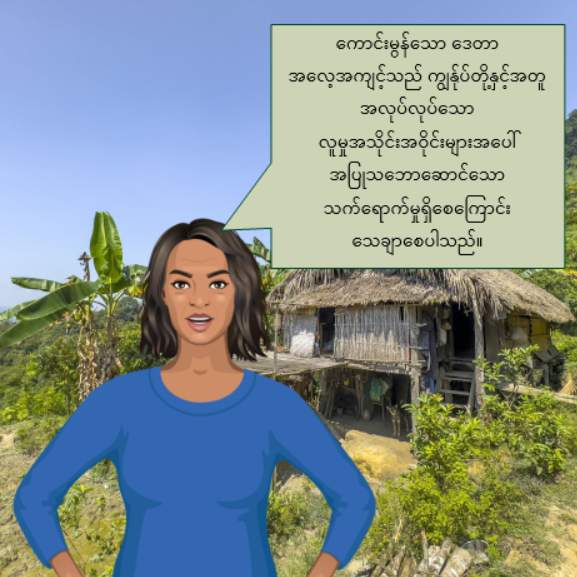 ကောင်းမွန်သော ဒေတာ
အလေ့အကျင့်သည် ကျွန်ုပ်တို့နှင့်အတူ
အလုပ်လုပ်သော
လူမှုအသိုင်းအဝိုင်းများအပေါ်
အပြုသဘောဆောင်သော
သက်ရောက်မှုရှိစေကြောင်း
သေချာစေပါသည်။